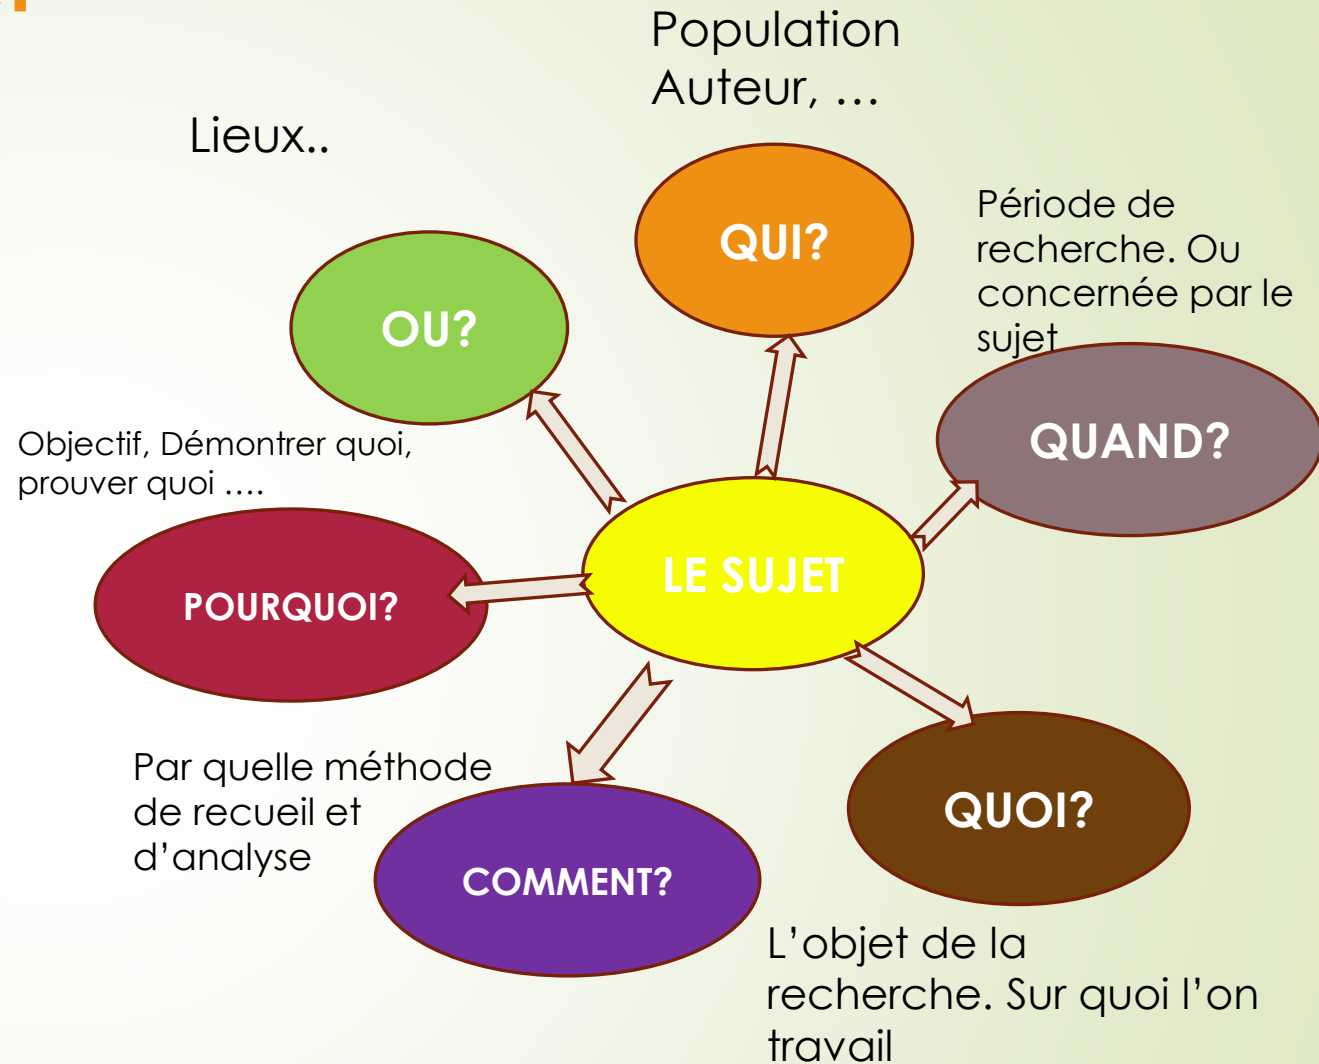 Population
Auteur, …
Lieux..
QUI?
Période de
recherche. Ou
concernée par le
sujet
OU?
QUAND?
Objectif, Démontrer quoi,
prouver quoi ….
LE SUJET
POURQUOI?
Par quelle méthode
de recueil et
d’analyse
QUOI?
COMMENT?
L’objet de la
recherche. Sur quoi l’on
travail